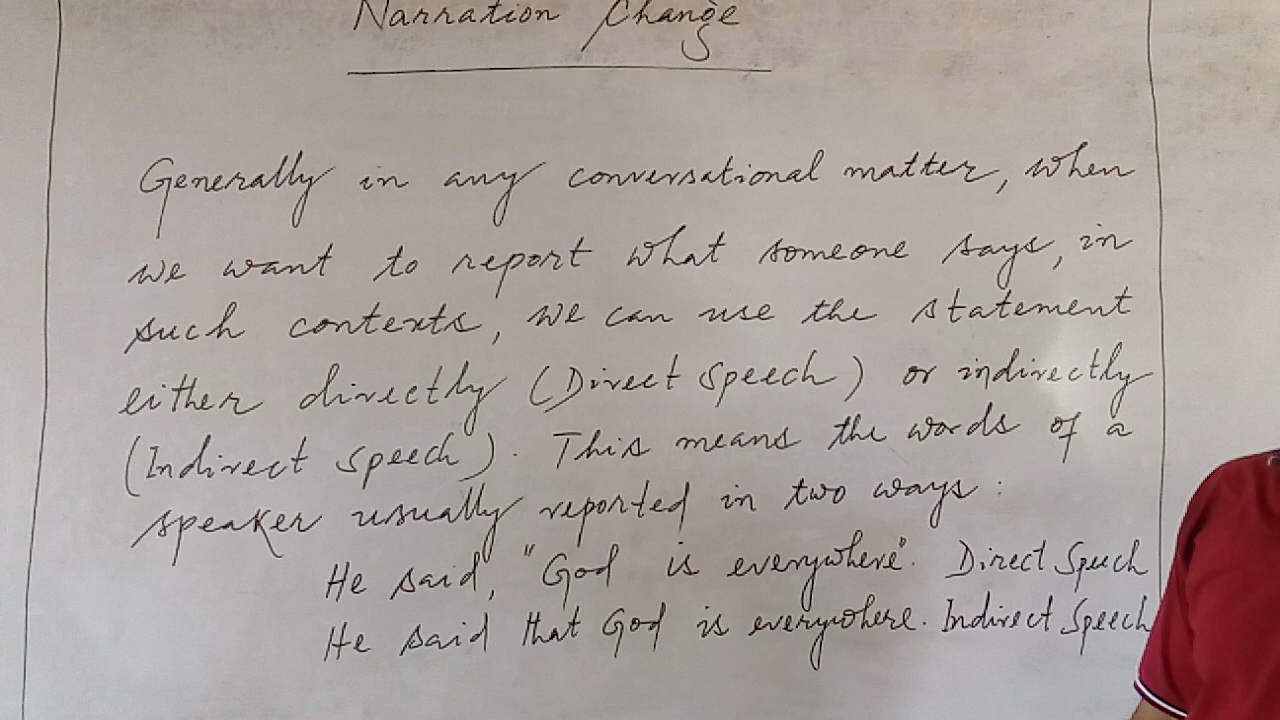 Narration Change
Generally in any conversational matter, when
we want to report what someone says, in
such contexts, we can use the statement
either directly (Direct Speech) or indirectly
(Indirect Speech). This means the words of a
speaker usually reported in two ways:
He said, "God is everywhere". Direct Speech
He said that God is everywhere. Indirect Speech